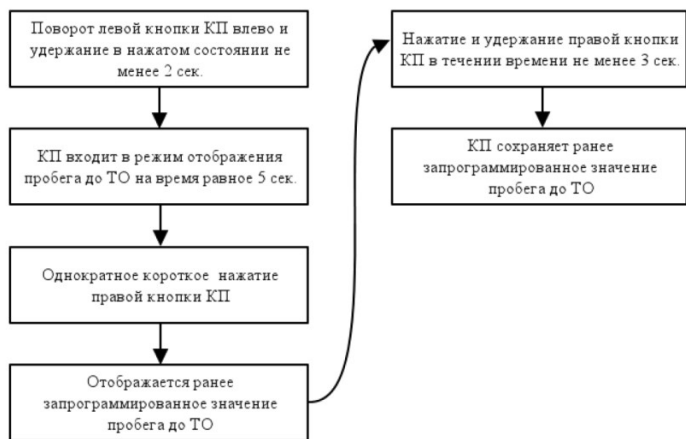 Поворот левой кнопки КП влево и
удержание в нажатом состоянии не
менее 2 сек.
КП входит в режим отображения
пробега до ТО на время равное 5 сек.
Однократное короткое нажатие
правой кнопки КП
Отображается ранее
запрограммированное значение
пробега до ТО
Нажатие и удержание правой кнопки
КП в течении времени не менее 3 сек.
КП сохраняет ранее
запрограммированное значение
пробега до ТО